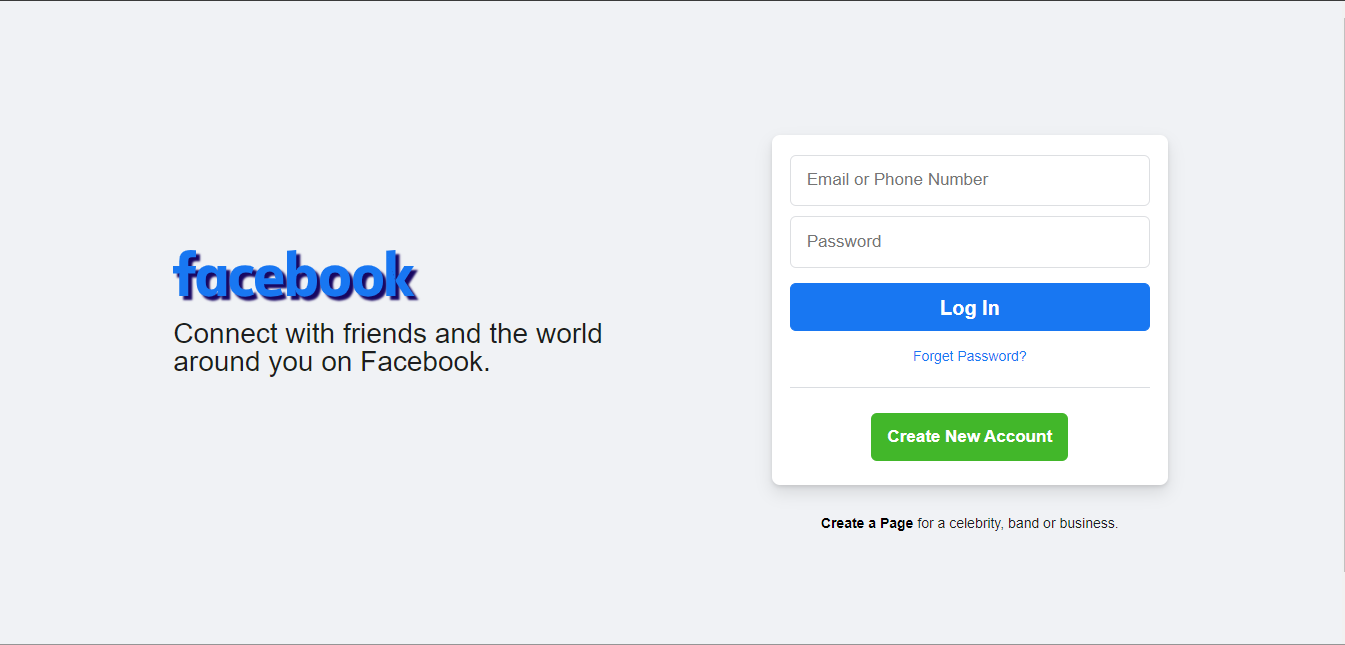 facebook
Connect with friends and the world
around you on Facebook.
Email or Phone Number
Password
Log In
Forget Password?
Create New Account
Create a Page for a celebrity, band or business.